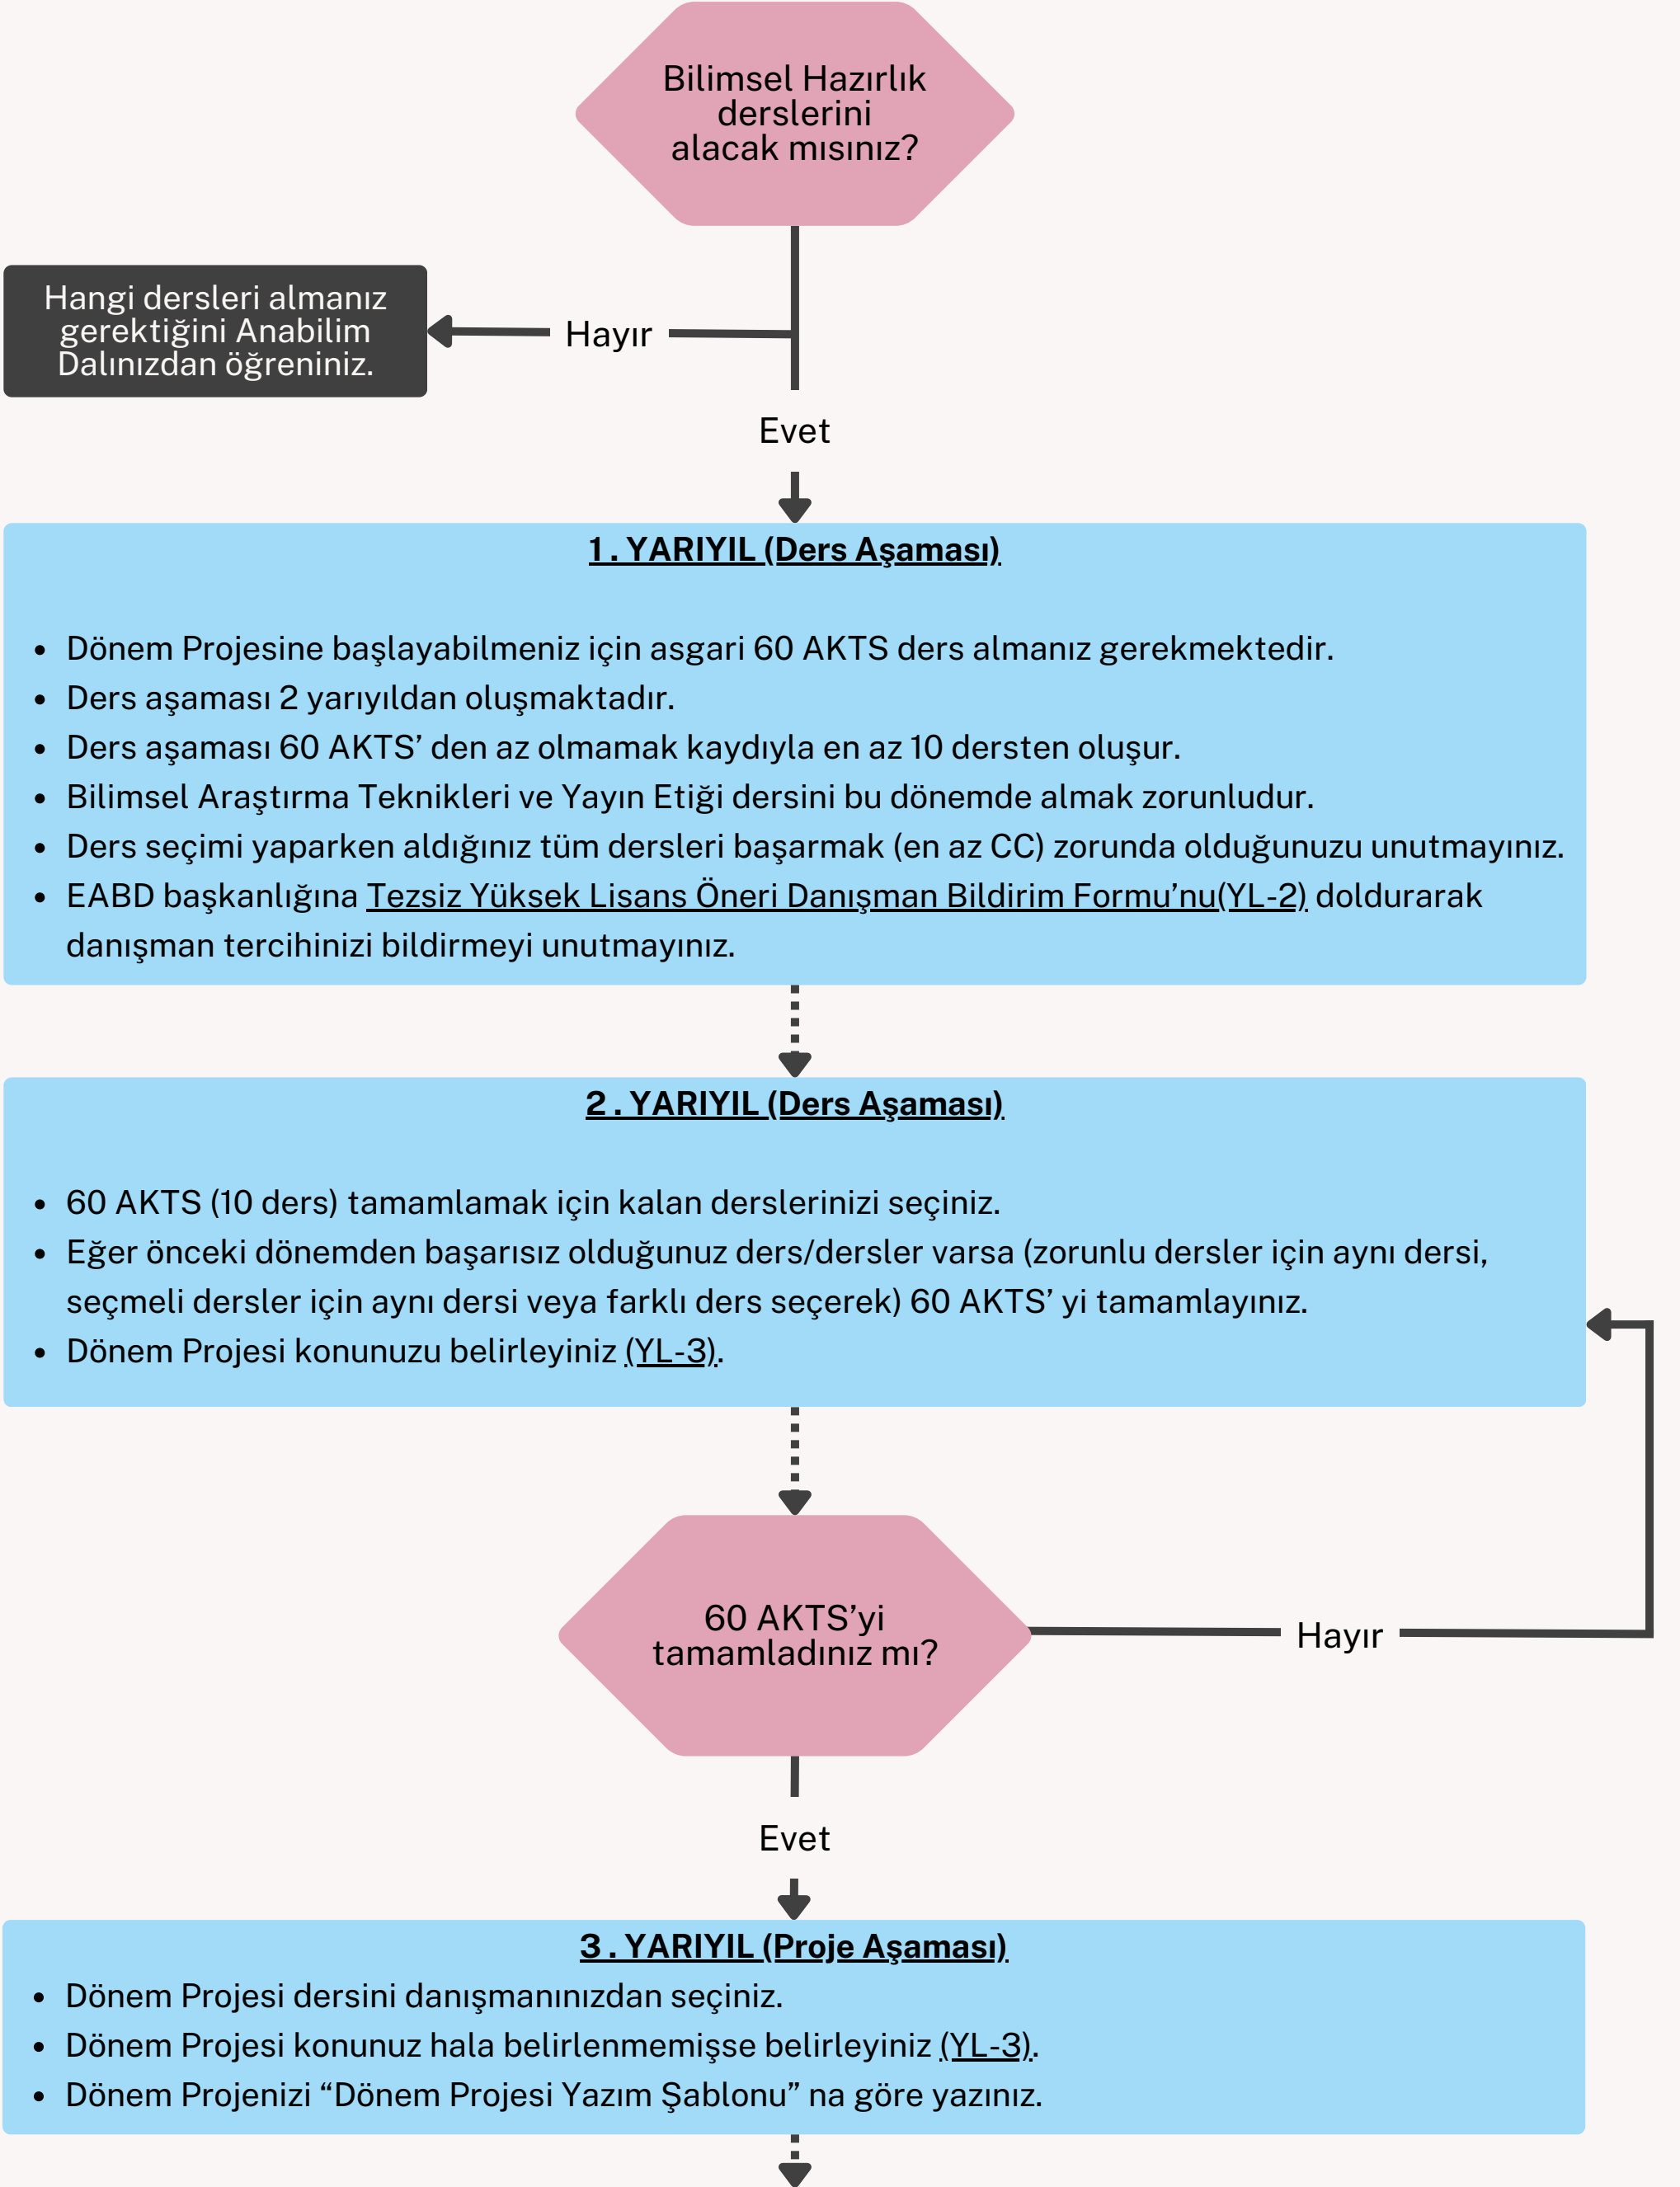 Bilimsel Hazırlık
derslerini
alacak mısınız?
Hangi dersleri almanız
gerektiğini Anabilim
Dalınızdan öğreniniz.
Hayır
Evet
1 . YARIYIL (Ders Aşaması)
• Dönem Projesine başlayabilmeniz için asgari 60 AKTS ders almanız gerekmektedir.
• Ders aşaması 2 yarıyıldan oluşmaktadır.
• Ders aşaması 60 AKTS’ den az olmamak kaydıyla en az 10 dersten oluşur.
• Bilimsel Araştırma Teknikleri ve Yayın Etiği dersini bu dönemde almak zorunludur.
• Ders seçimi yaparken aldığınız tüm dersleri başarmak (en az CC) zorunda olduğunuzu unutmayınız.
• EABD başkanlığına Tezsiz Yüksek Lisans Öneri Danışman Bildirim Formu’nu(YL-2) doldurarak
danışman tercihinizi bildirmeyi unutmayınız.
2 . YARIYIL (Ders Aşaması)
• 60 AKTS (10 ders) tamamlamak için kalan derslerinizi seçiniz.
• Eğer önceki dönemden başarısız olduğunuz ders/dersler varsa (zorunlu dersler için aynı dersi,
seçmeli dersler için aynı dersi veya farklı ders seçerek) 60 AKTS’ yi tamamlayınız.
• Dönem Projesi konunuzu belirleyiniz (YL-3).
60 AKTS’yi
tamamladınız mı?
Hayır
Evet
3 . YARIYIL (Proje Aşaması)
• Dönem Projesi dersini danışmanınızdan seçiniz.
• Dönem Projesi konunuz hala belirlenmemişse belirleyiniz (YL-3).
• Dönem Projenizi “Dönem Projesi Yazım Şablonu” na göre yazınız.